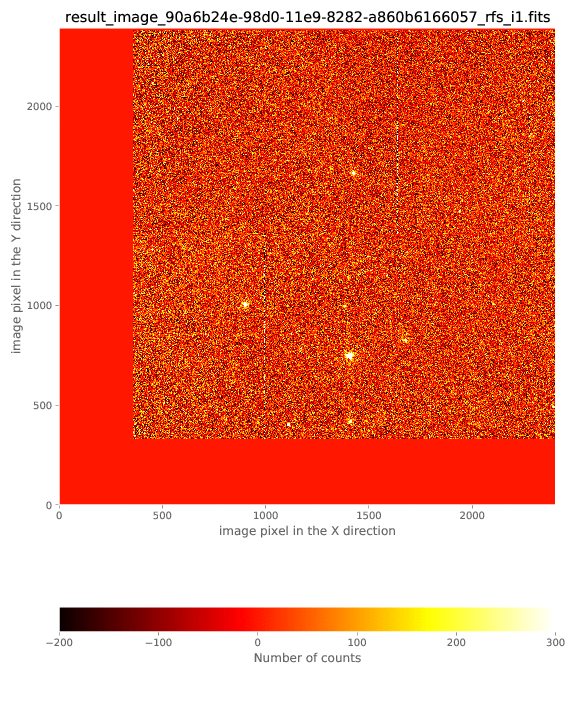 result_image_90a6b24e-98d0-11e9-8282-a860b6166057_rfs_i1.fits
2000
1500
1000
500
0
image pixel in the Y direction
0 500 1000 1500 2000
image pixel in the X direction
−200 −100 0 100 200 300
Number of counts